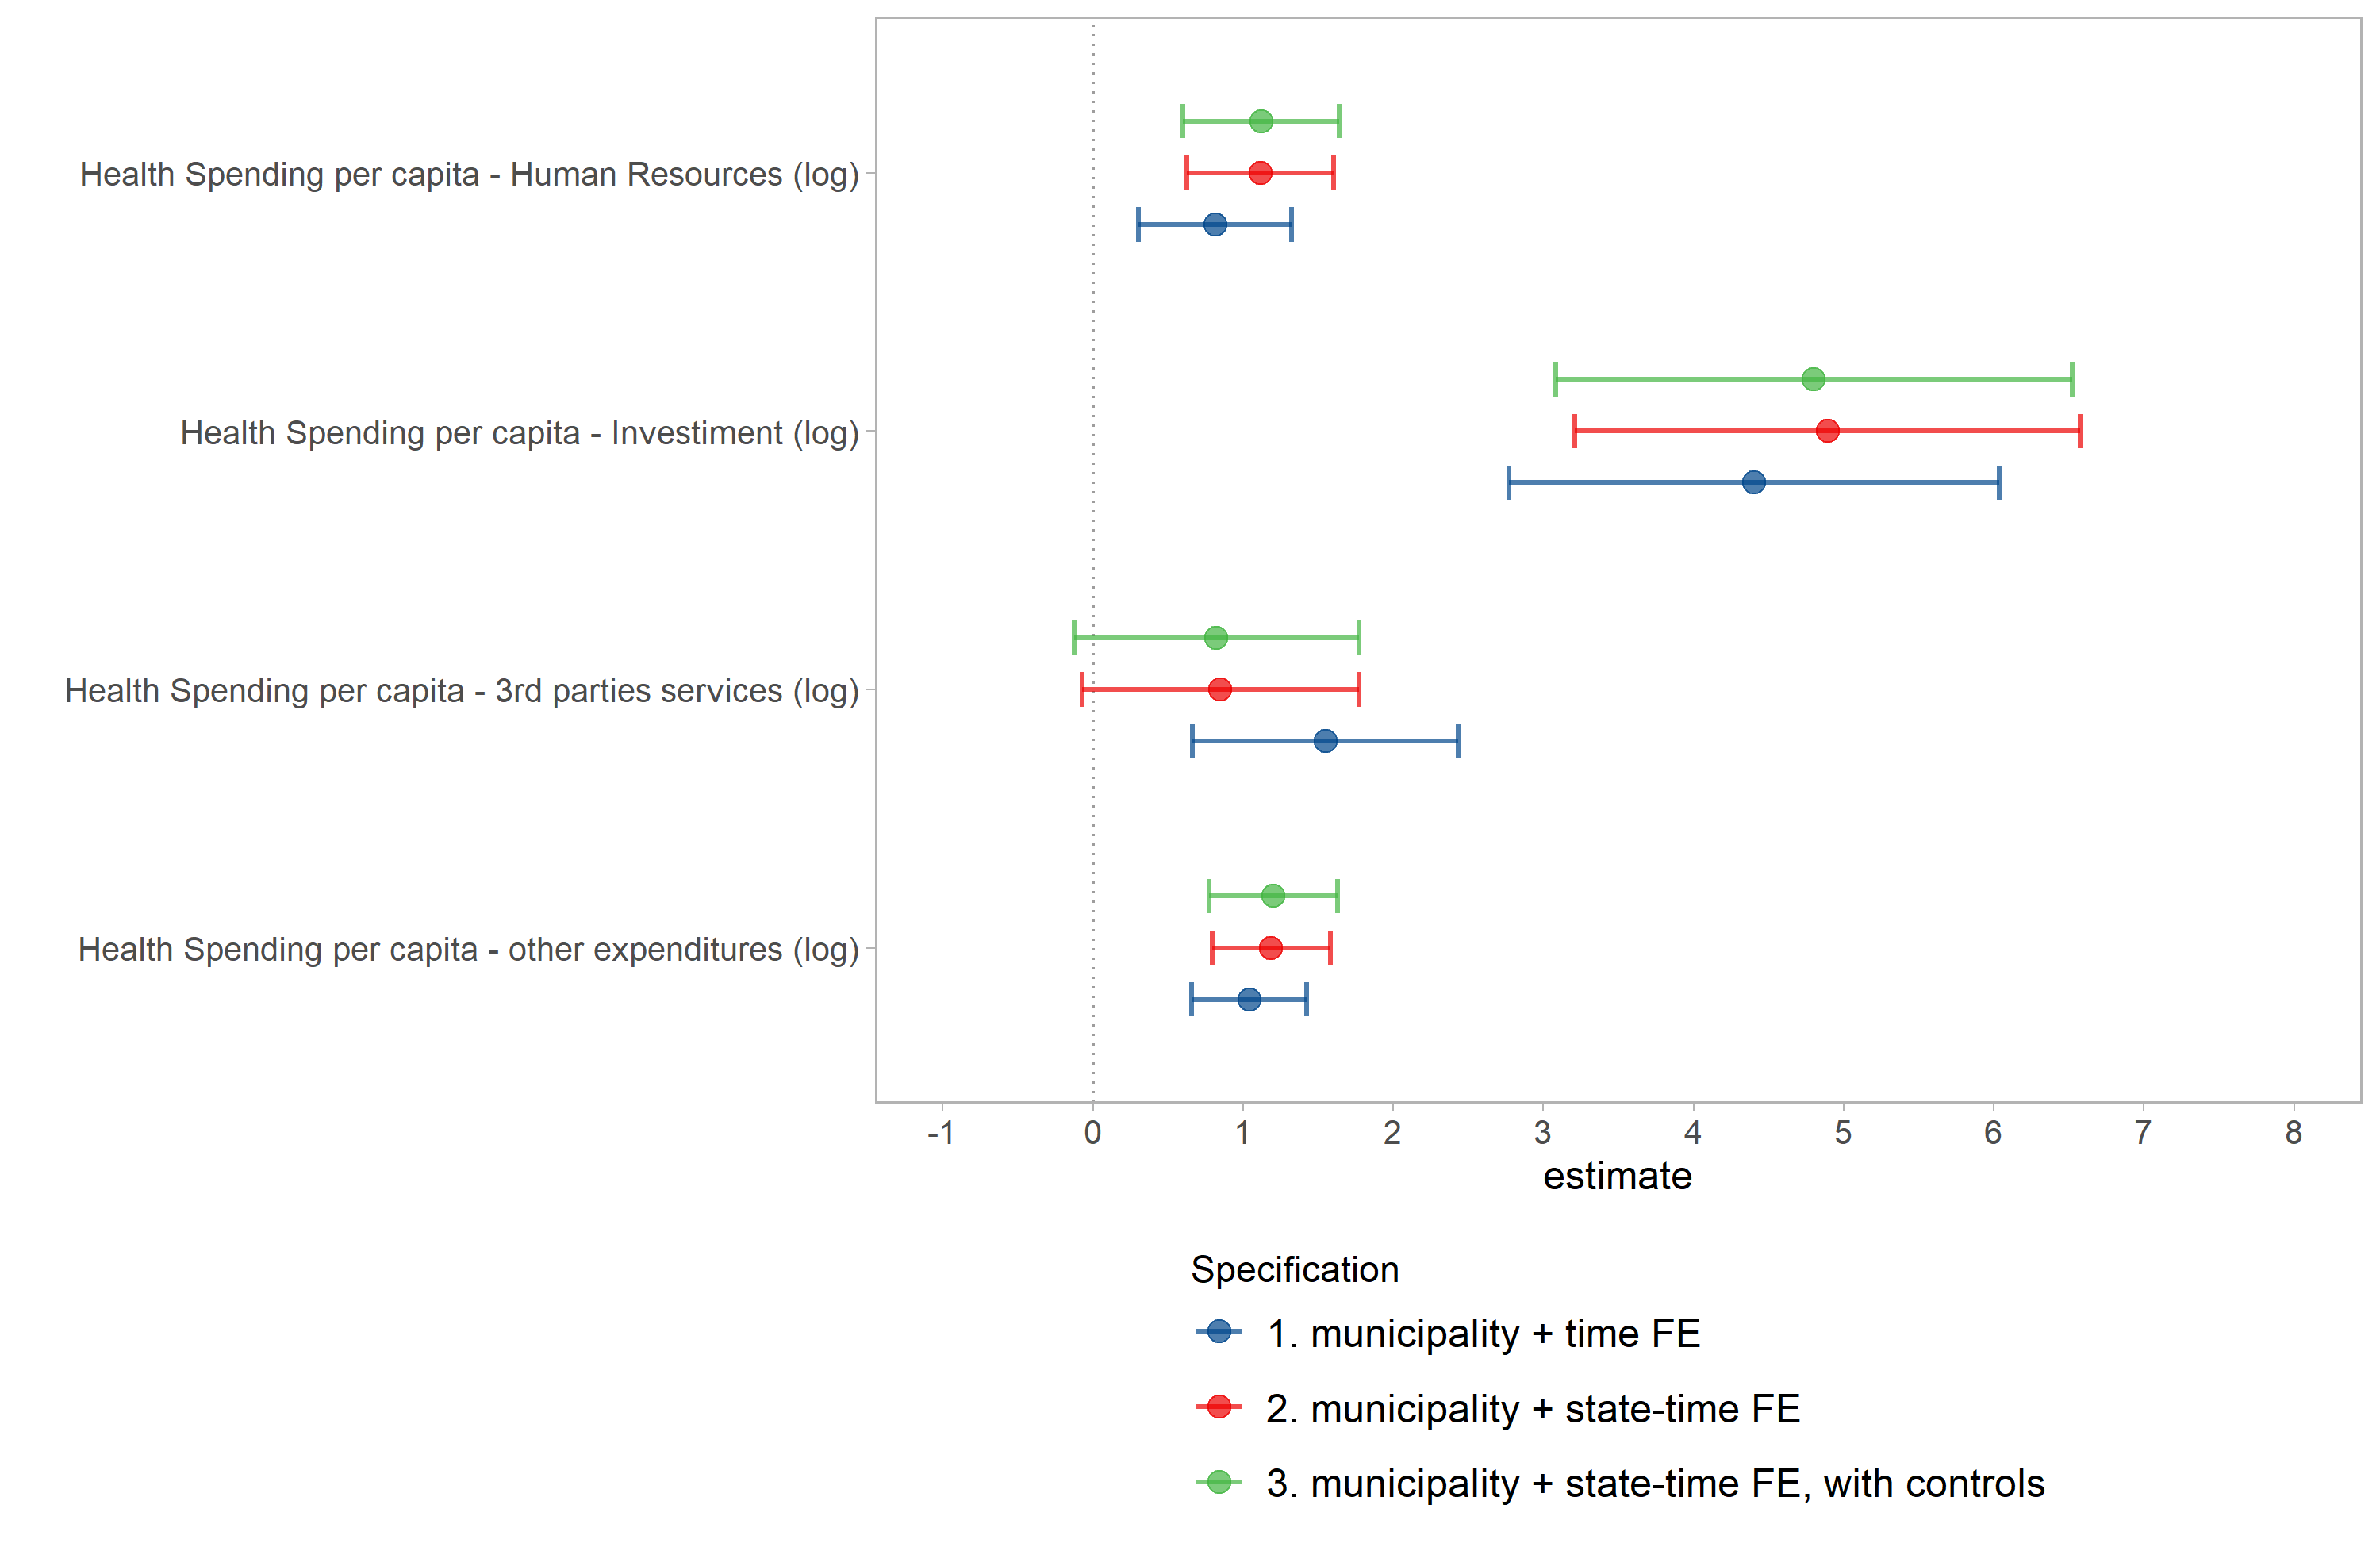 Health Spending per capita - Human Resources (log)
Health Spending per capita - Investiment (log)
Health Spending per capita - 3rd parties services (log)
Health Spending per capita - other expenditures (log)
-1 0 1 2 3 4 5 6 7 8
estimate
Specification
1. municipality + time FE
2. municipality + state-time FE
3. municipality + state-time FE, with controls